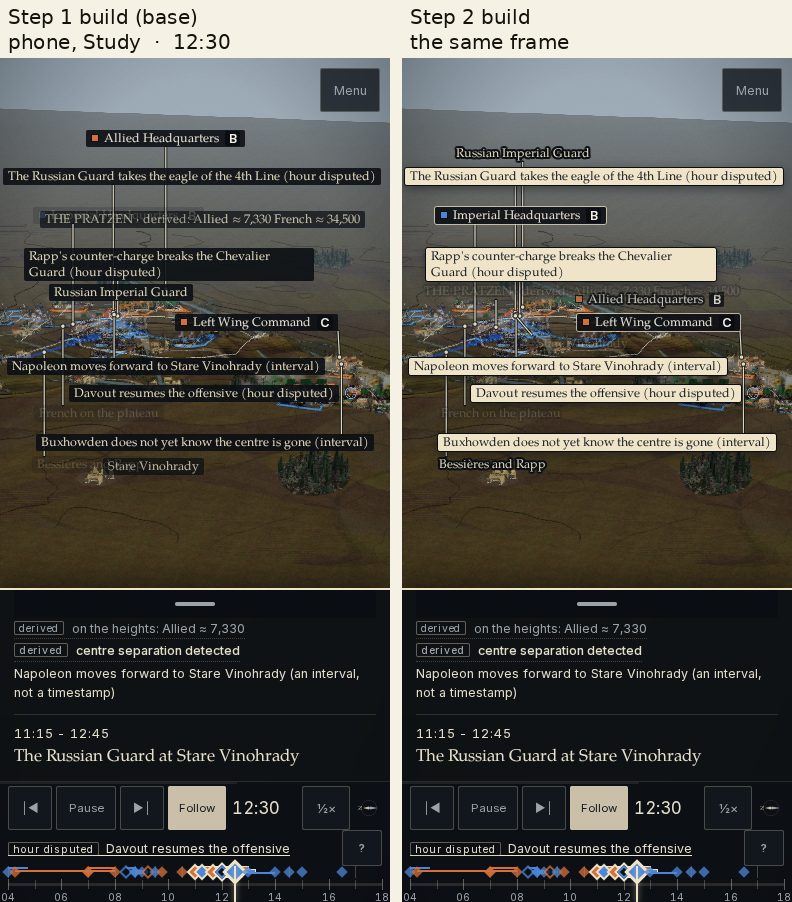 Step 1 build (base)
phone, Study · 12:30
Menu
Allied Headquarters B
The Russian Guard takes the eagle of the 4th Line (hour disputed)
THE PRATZEN · derived: Allied ≈ 7,330 French ≈ 34,500
Rapp's counter-charge breaks the Chevalier
Guard (hour disputed)
Russian Imperial Guard
Left Wing Command C
Napoleon moves forward to Stare Vinohrady (interval)
Davout resumes the offensive (hour disputed)
French on the plateau
Buxhowden does not yet know the centre is gone (interval)
Bessières and
Stare Vinohrady
derived on the heights: Allied ≈ 7,330
derived centre separation detected
Napoleon moves forward to Stare Vinohrady (an interval,
not a timestamp)
11:15 - 12:45
The Russian Guard at Stare Vinohrady
Pause
Follow
12:30
½×
hour disputed Davout resumes the offensive
?
04 06 08 10 12 14 16 18
Step 2 build
the same frame
Menu
Russian Imperial Guard
The Russian Guard takes the eagle of the 4th Line (hour disputed)
Imperial Headquarters B
Rapp's counter-charge breaks the Chevalier
Guard (hour disputed)
THE PRATZEN · derived: Allied ≈ 7,330 French ≈ 34,500
Allied Headquarters B
Left Wing Command C
Napoleon moves forward to Stare Vinohrady (interval)
Davout resumes the offensive (hour disputed)
French on the plateau
Buxhowden does not yet know the centre is gone (interval)
Bessières and Rapp
derived on the heights: Allied ≈ 7,330
derived centre separation detected
Napoleon moves forward to Stare Vinohrady (an interval,
not a timestamp)
11:15 - 12:45
The Russian Guard at Stare Vinohrady
Pause
Follow
12:30
½×
hour disputed Davout resumes the offensive
?
04 06 08 10 12 14 16 18